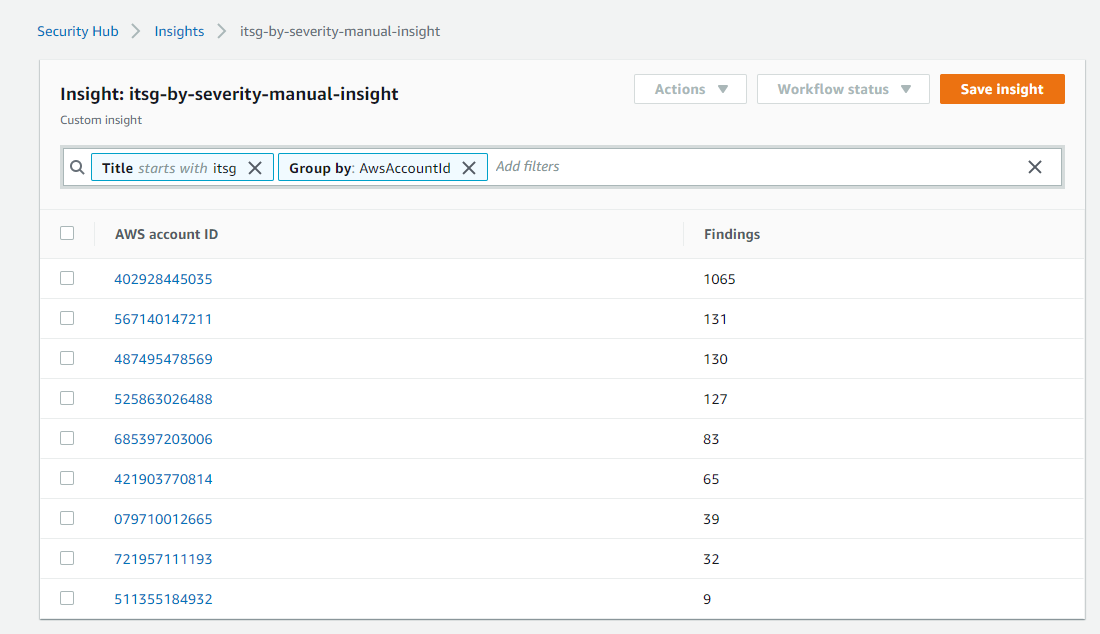 Security Hub > Insights > itsg-by-severity-manual-insight
Insight: itsg-by-severity-manual-insight
Actions ▼ Workflow status ▼ Save insight
Custom insight
Title starts with itsg X Group by: AwsAccountId X Add filters X
AWS account ID Findings
402928445035 1065
567140147211 131
487495478569 130
525863026488 127
685397203006 83
421903770814 65
079710012665 39
721957111193 32
511355184932 9